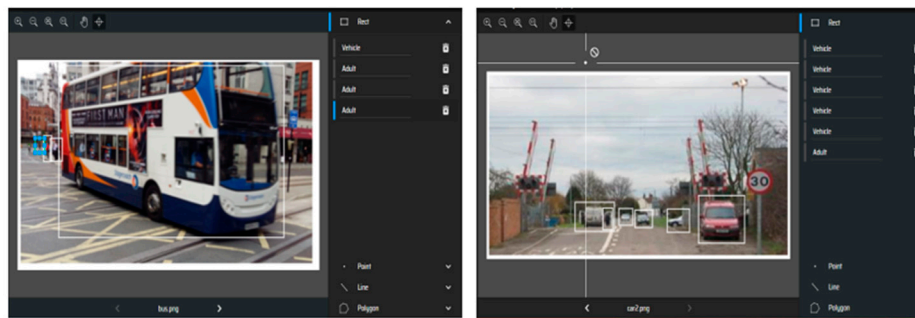 Rect
Vehicle
Adult
Adult
Adult
FIRST MAN
Point
Line
Polygon
bus.png
Rect
Vehicle
Vehicle
Vehicle
Vehicle
Vehicle
Adult
30
Point
Line
Polygon
car2.png